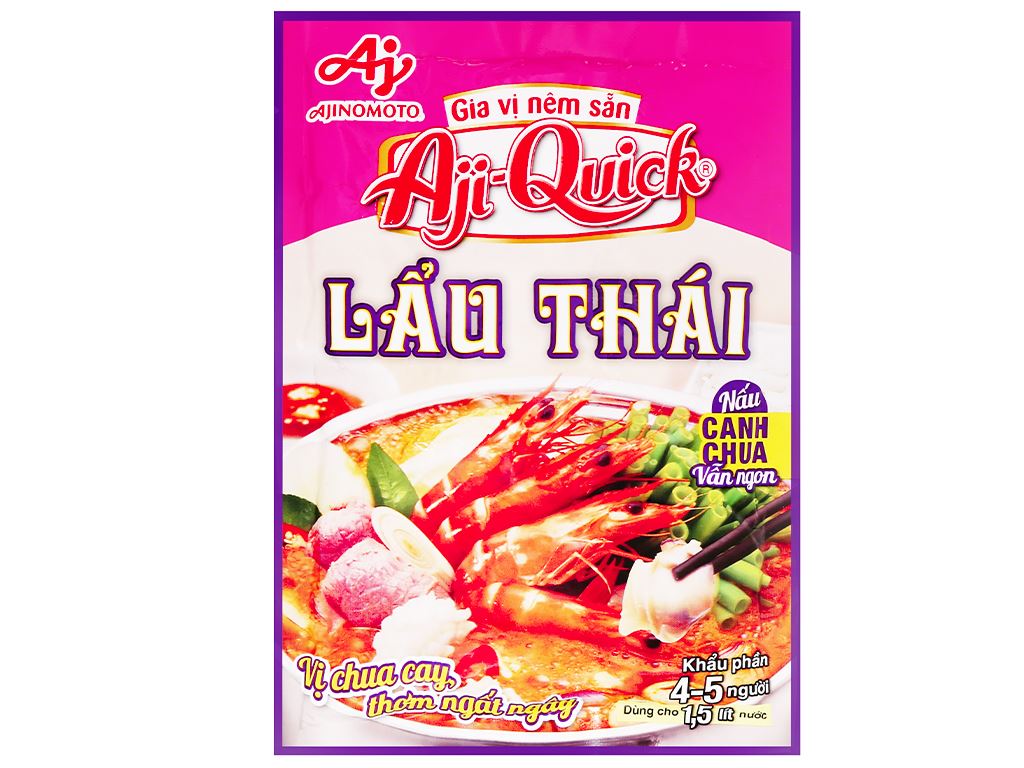 Aj
AJINOMOTO
Gia vị nêm sẵn
Aji-Quick®
LẨU THÁI
Nấu
CANH
CHUA
Vẫn ngon
Vị chua cay,
thơm ngất ngây
Khẩu phần
4-5 người
Dùng cho 1,5 lít nước